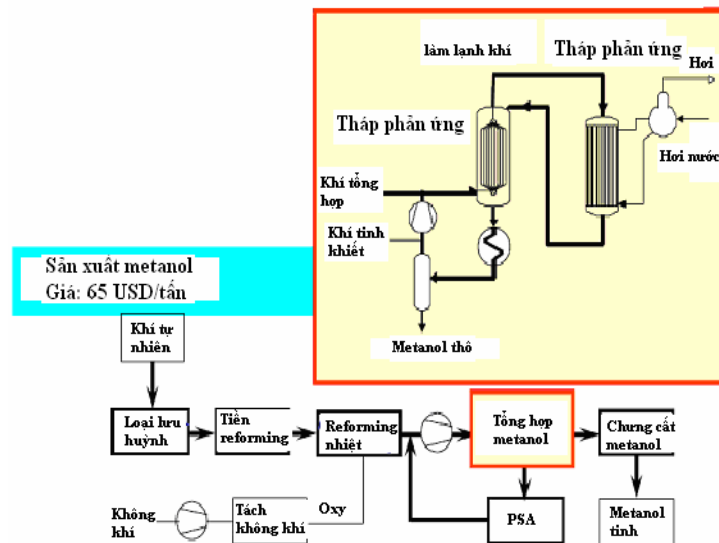 làm lạnh khí
Tháp phản ứng
Hơi
Tháp phản ứng
Hơi nước
Khí tổng
hợp
Khí tinh
khiết
Metanol thô
Sản xuất metanol
Giá: 65 USD/tấn
Khí tự
nhiên
Loại lưu
huỳnh
Tiền
reforming
Reforming
nhiệt
Tổng hợp
metanol
Chưng cất
metanol
Không
khí
Tách
không khí
Oxy
PSA
Metanol
tinh